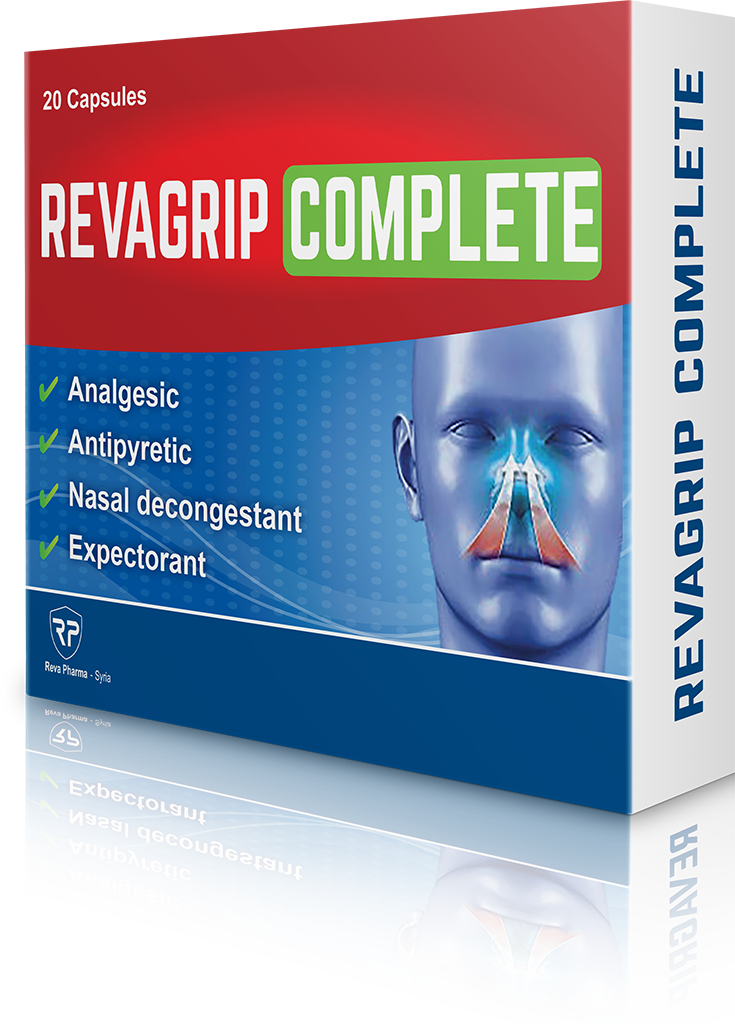 20 Capsules
REVAGRIP COMPLETE
Analgesic
Antipyretic
Nasal decongestant
Expectorant
RP
Reva Pharma - Syria
REVAGRIP COMPLETE